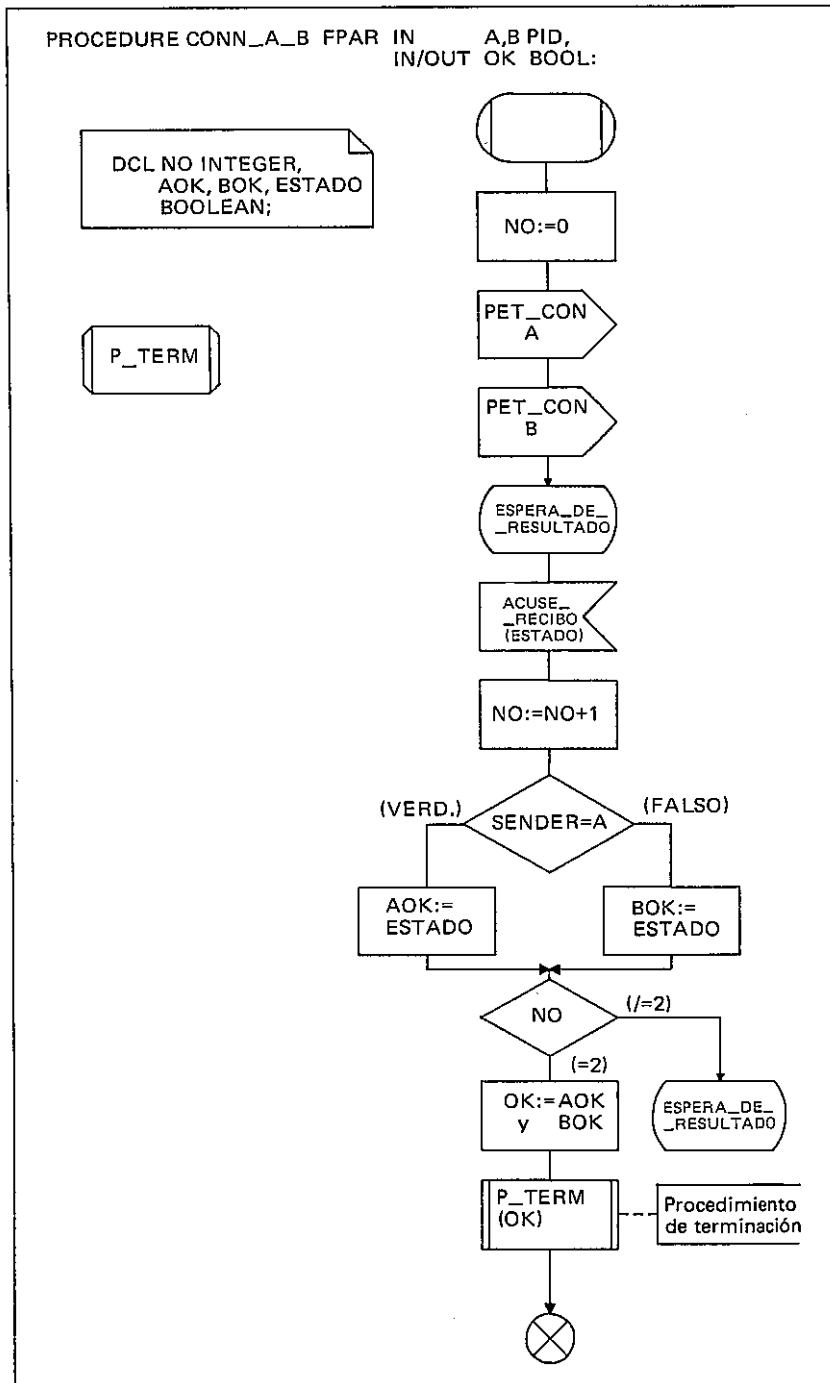 PROCEDURE CONN_A_B FPAR IN A,B PID,
IN/OUT OK BOOL:
DCL NO INTEGER,
AOK, BOK, ESTADO
BOOLEAN;
P_TERM
NO:=0
PET_CON
A
PET_CON
B
ESPERA_DE_
_RESULTADO
ACUSE_
_RECIBO
(ESTADO)
NO:=NO+1
(VERD.)
SENDER=A
(FALSO)
AOK:=
ESTADO
BOK:=
ESTADO
NO
(/=2)
(=2)
OK:=AOK
y BOK
ESPERA_DE_
_RESULTADO
P_TERM
(OK)
Procedimiento
de terminación